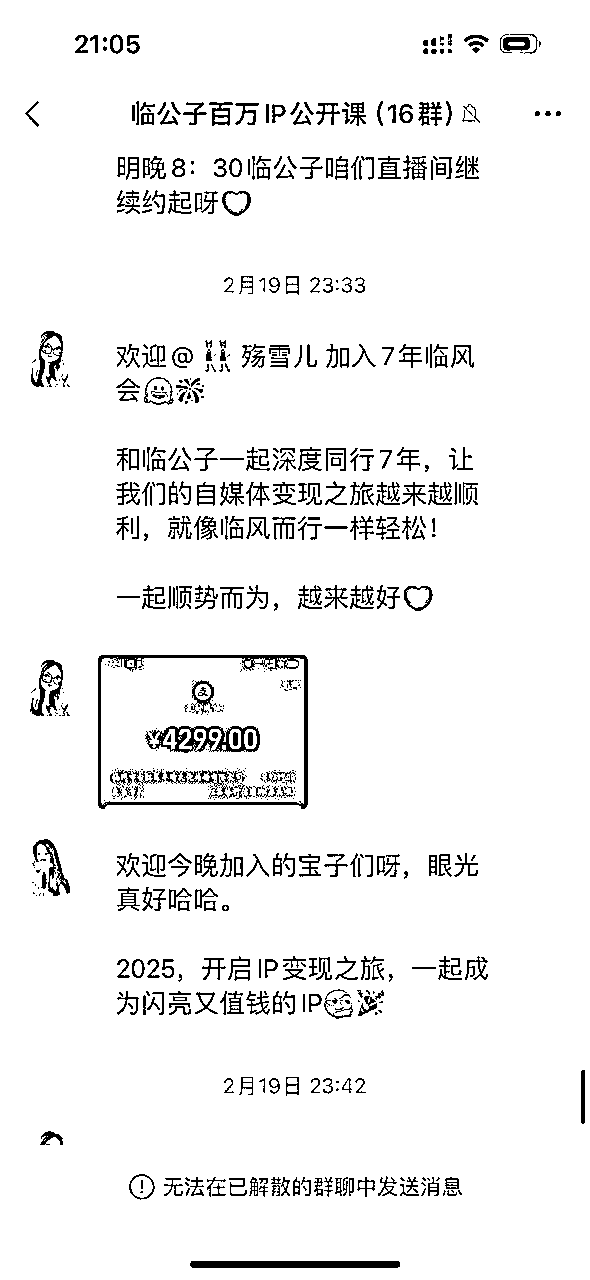 21:05
临公子百万IP公开课（16群）
明晚8：30临公子咱们直播间继
续约起呀
2月19日 23:33
欢迎@ 殇雪儿 加入7年临风
会
和临公子一起深度同行7年，让
我们的自媒体变现之旅越来越顺
利，就像临风而行一样轻松！
一起顺势而为，越来越好
¥4299.00
欢迎今晚加入的宝子们呀，眼光
真好哈哈。
2025，开启IP变现之旅，一起成
为闪亮又值钱的IP
2月19日 23:42
无法在已解散的群聊中发送消息